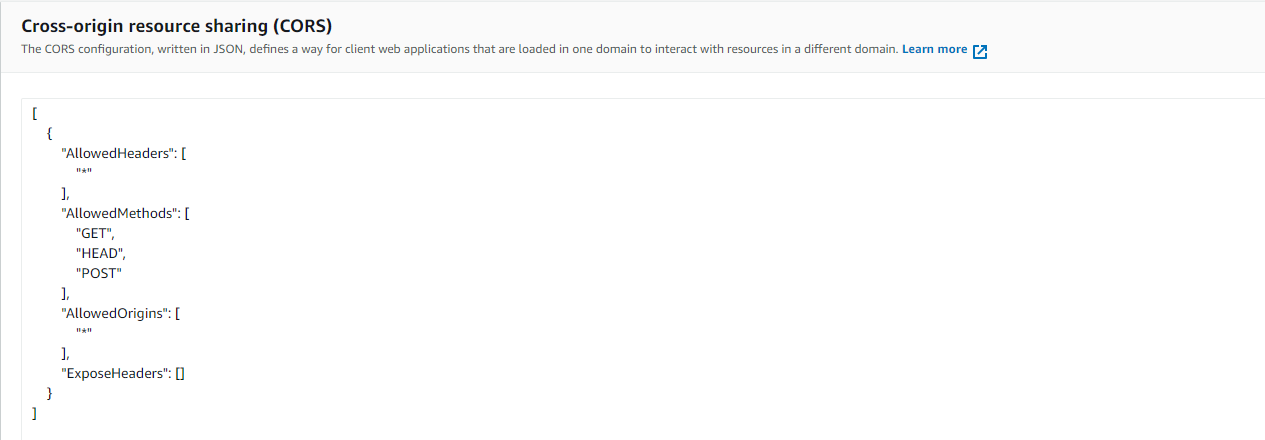 Cross-origin resource sharing (CORS)
The CORS configuration, written in JSON, defines a way for client web applications that are loaded in one domain to interact with resources in a different domain. Learn more
[
{
"AllowedHeaders": [
"*"
],
"AllowedMethods": [
"GET",
"HEAD",
"POST"
],
"AllowedOrigins": [
"*"
],
"ExposeHeaders": []
}
]